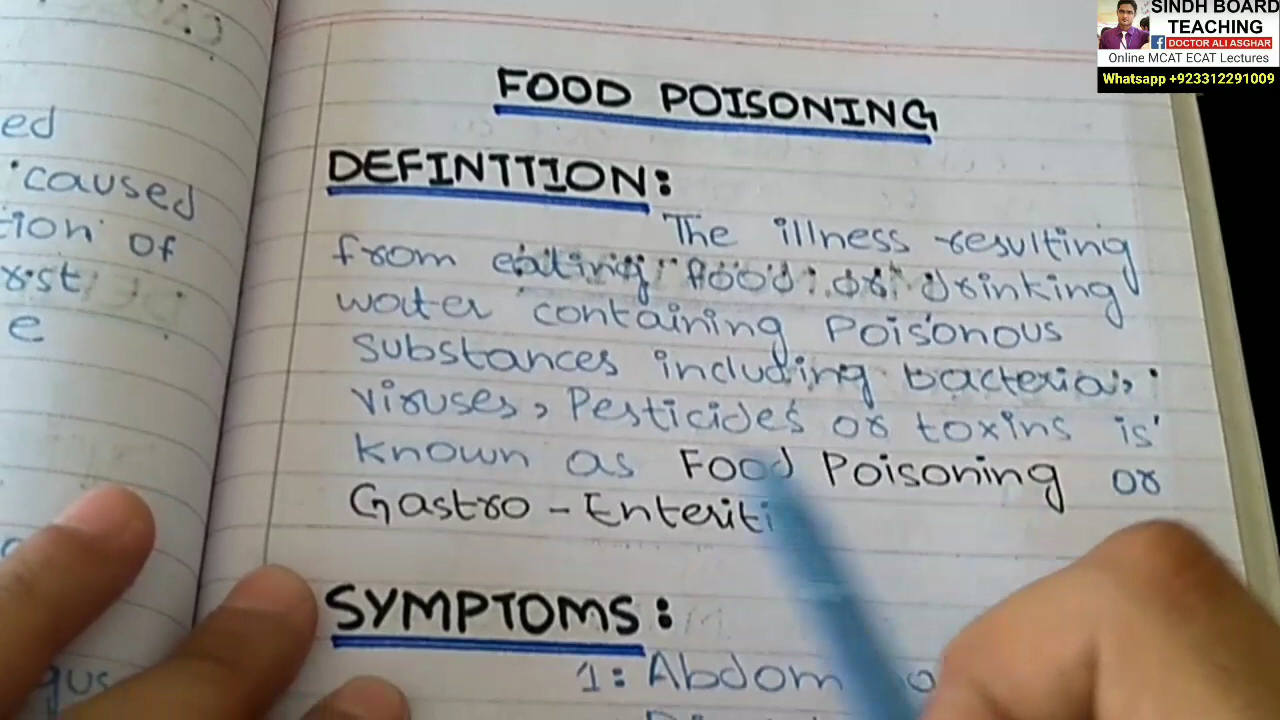 SINDH BOARD
TEACHING
DOCTOR ALI ASGHAR
Online MCAT ECAT Lectures
Whatsapp +923312291009
ed
caused
tion of
e
FOOD POISONING
DEFINTTION:
The illness resulting
from eating food or drinking
water containing Poisonous
substances including bacteria,
viruses, Pesticides or toxins is
known as Food Poisoning or
Gastro - Enteriti
SYMPTOMS:
1: Abdom
gus